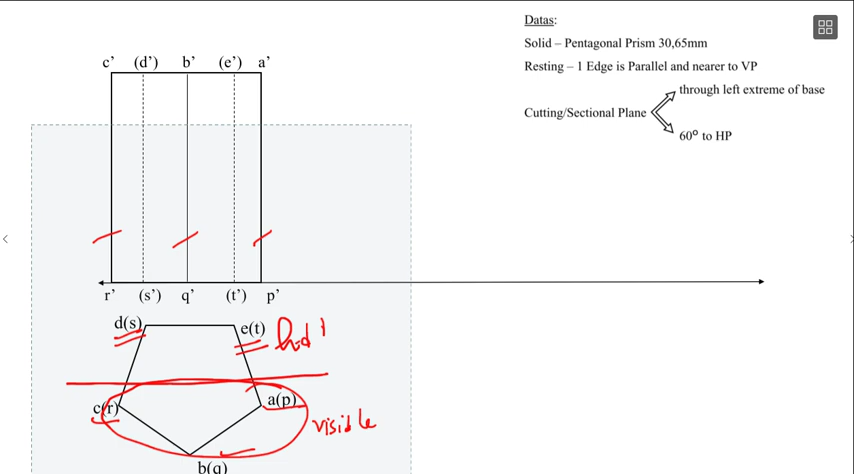 Datas:
Solid – Pentagonal Prism 30,65mm
Resting – 1 Edge is Parallel and nearer to VP
through left extreme of base
Cutting/Sectional Plane
60⁰ to HP
c’ (d’) b’ (e’) a’
r’ (s’) q’ (t’) p’
d(s) e(t)
c(r) a(p)
visible
b(q)